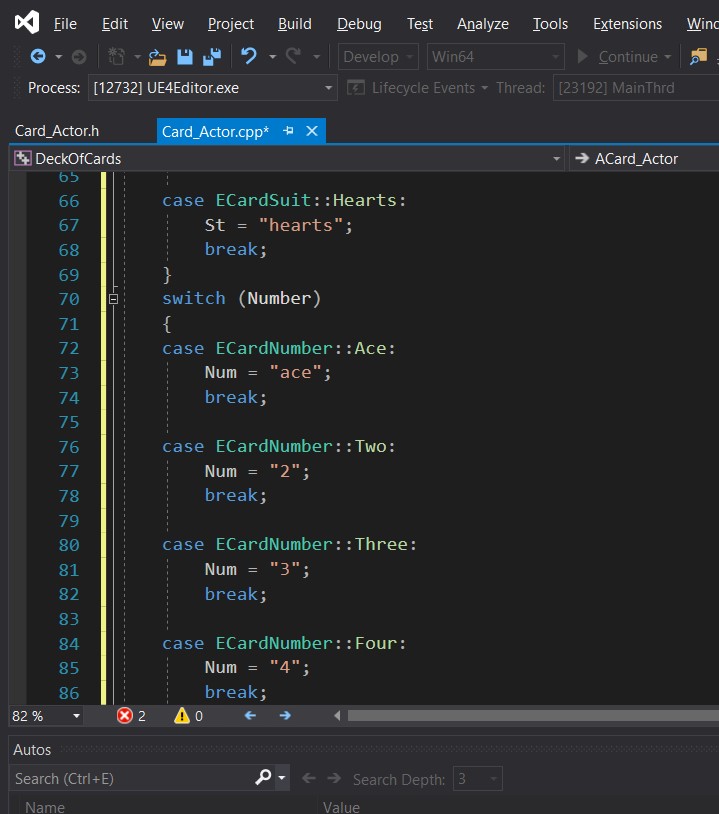 File Edit View Project Build Debug Test Analyze Tools Extensions
Develop Win64 Continue
Process: [12732] UE4Editor.exe Lifecycle Events Thread: [23192] MainThrd
Card_Actor.h Card_Actor.cpp*
DeckOfCards ACard_Actor
65
66 case ECardSuit::Hearts:
67 St = "hearts";
68 break;
69 }
70 switch (Number)
71 {
72 case ECardNumber::Ace:
73 Num = "ace";
74 break;
75
76 case ECardNumber::Two:
77 Num = "2";
78 break;
79
80 case ECardNumber::Three:
81 Num = "3";
82 break;
83
84 case ECardNumber::Four:
85 Num = "4";
86 break;
82 % 2 0
Autos
Search (Ctrl+E) Search Depth: 3
Name Value